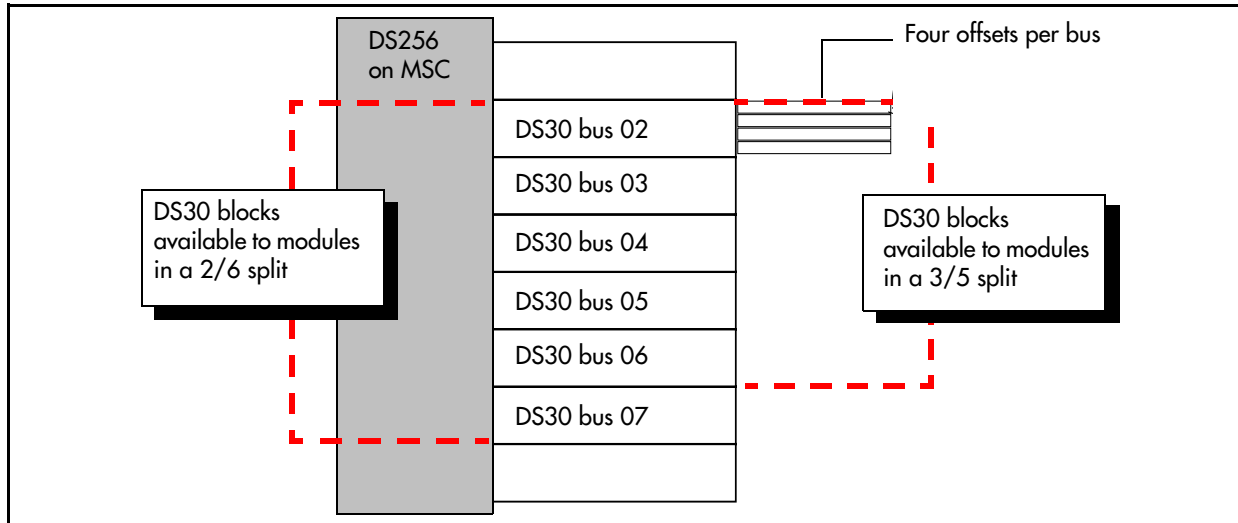 DS256
on MSC
Four offsets per bus
DS30 bus 02
DS30 bus 03
DS30 bus 04
DS30 bus 05
DS30 bus 06
DS30 bus 07
DS30 blocks
available to modules
in a 2/6 split
DS30 blocks
available to modules
in a 3/5 split